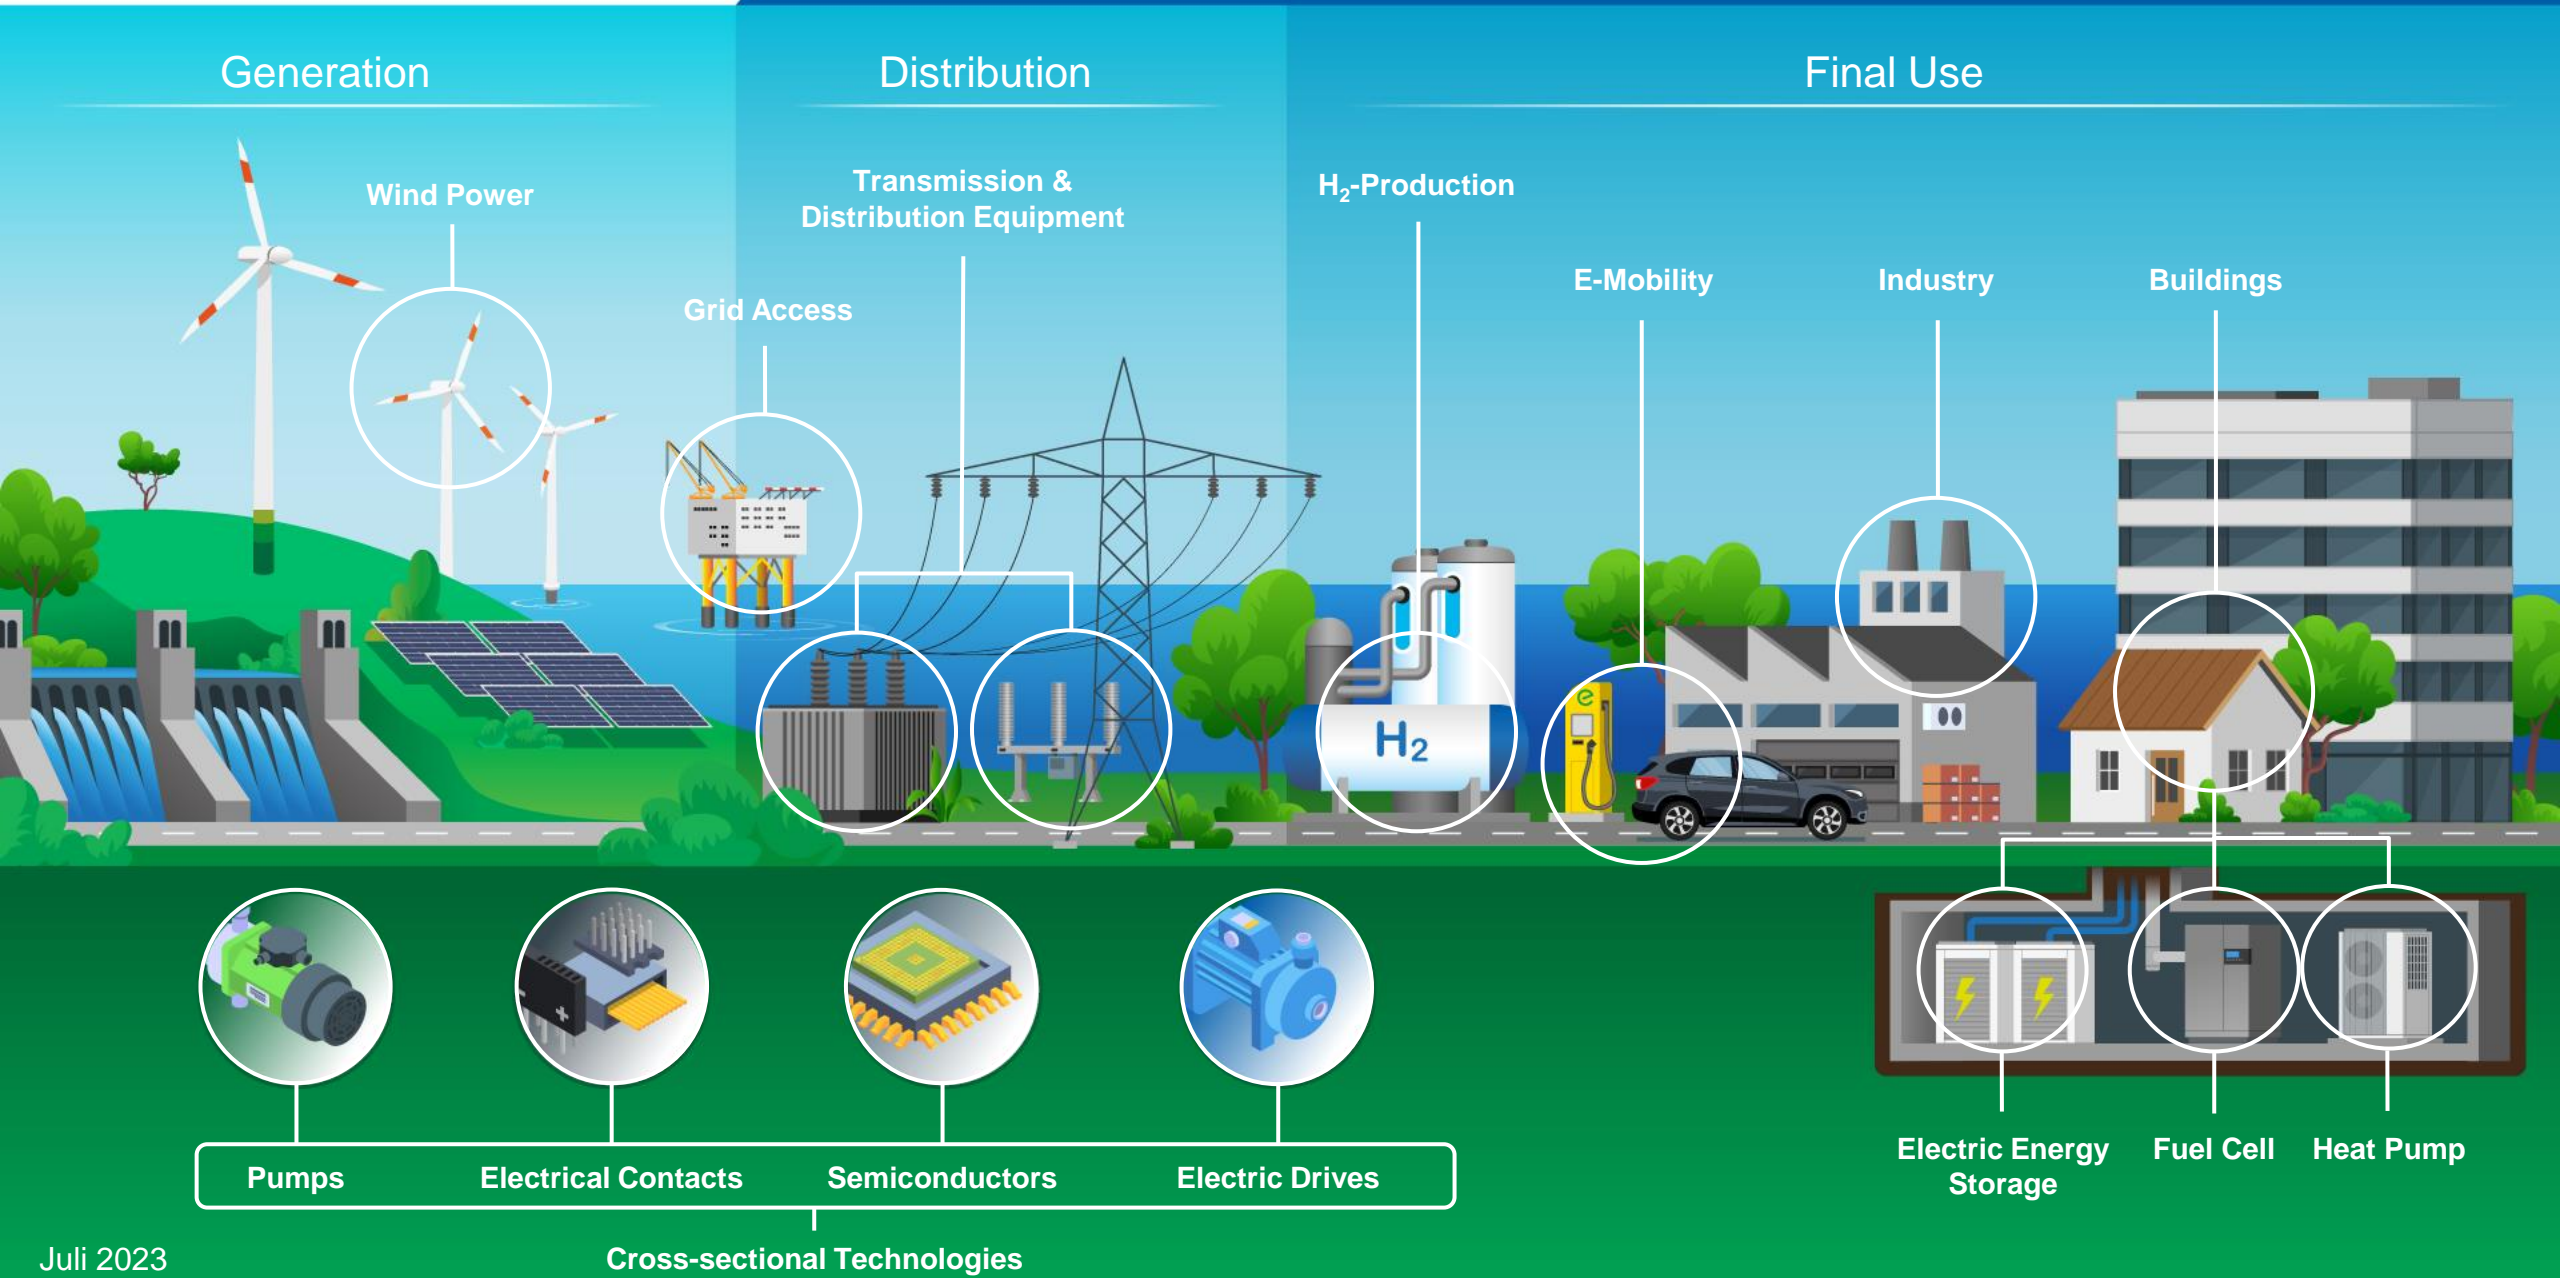 Generation
Distribution
Final Use
Wind Power
Transmission &
Distribution Equipment
H₂-Production
Grid Access
E-Mobility
Industry
Buildings
e
H₂
+
Pumps
Electrical Contacts
Semiconductors
Electric Drives
Electric Energy
Storage
Fuel Cell
Heat Pump
Cross-sectional Technologies
Juli 2023